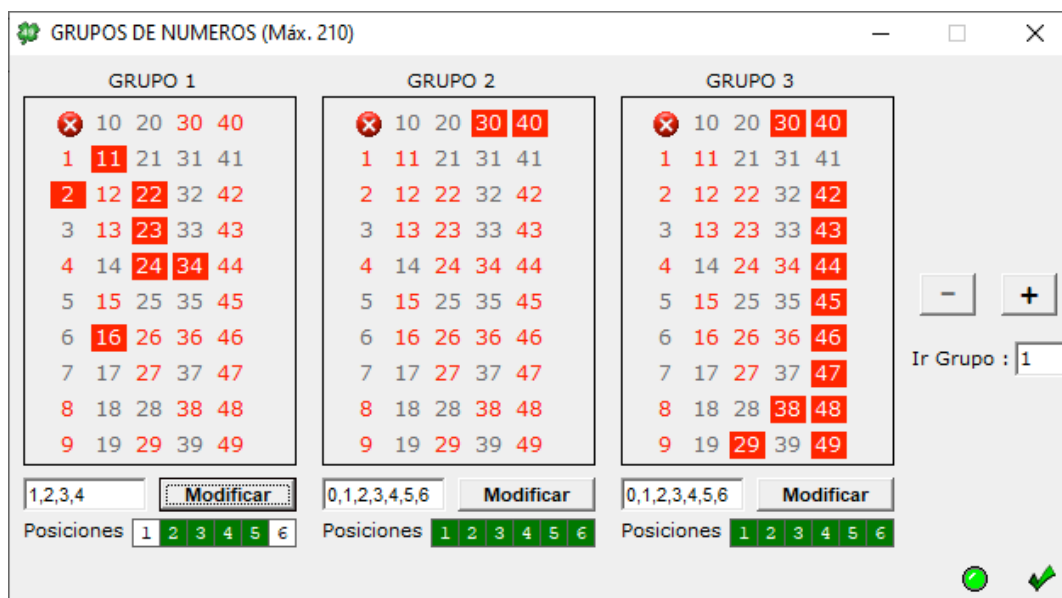 GRUPOS DE NUMEROS (Máx. 210)
GRUPO 1 GRUPO 2 GRUPO 3
10 20 30 40 10 20 30 40 10 20 30 40
1 11 21 31 41 1 11 21 31 41 1 11 21 31 41
2 12 22 32 42 2 12 22 32 42 2 12 22 32 42
3 13 23 33 43 3 13 23 33 43 3 13 23 33 43
4 14 24 34 44 4 14 24 34 44 4 14 24 34 44
5 15 25 35 45 5 15 25 35 45 5 15 25 35 45
6 16 26 36 46 6 16 26 36 46 6 16 26 36 46
7 17 27 37 47 7 17 27 37 47 7 17 27 37 47
8 18 28 38 48 8 18 28 38 48 8 18 28 38 48
9 19 29 39 49 9 19 29 39 49 9 19 29 39 49
- +
Ir Grupo : 1
1,2,3,4 Modificar 0,1,2,3,4,5,6 Modificar 0,1,2,3,4,5,6 Modificar
Posiciones 1 2 3 4 5 6 Posiciones 1 2 3 4 5 6 Posiciones 1 2 3 4 5 6